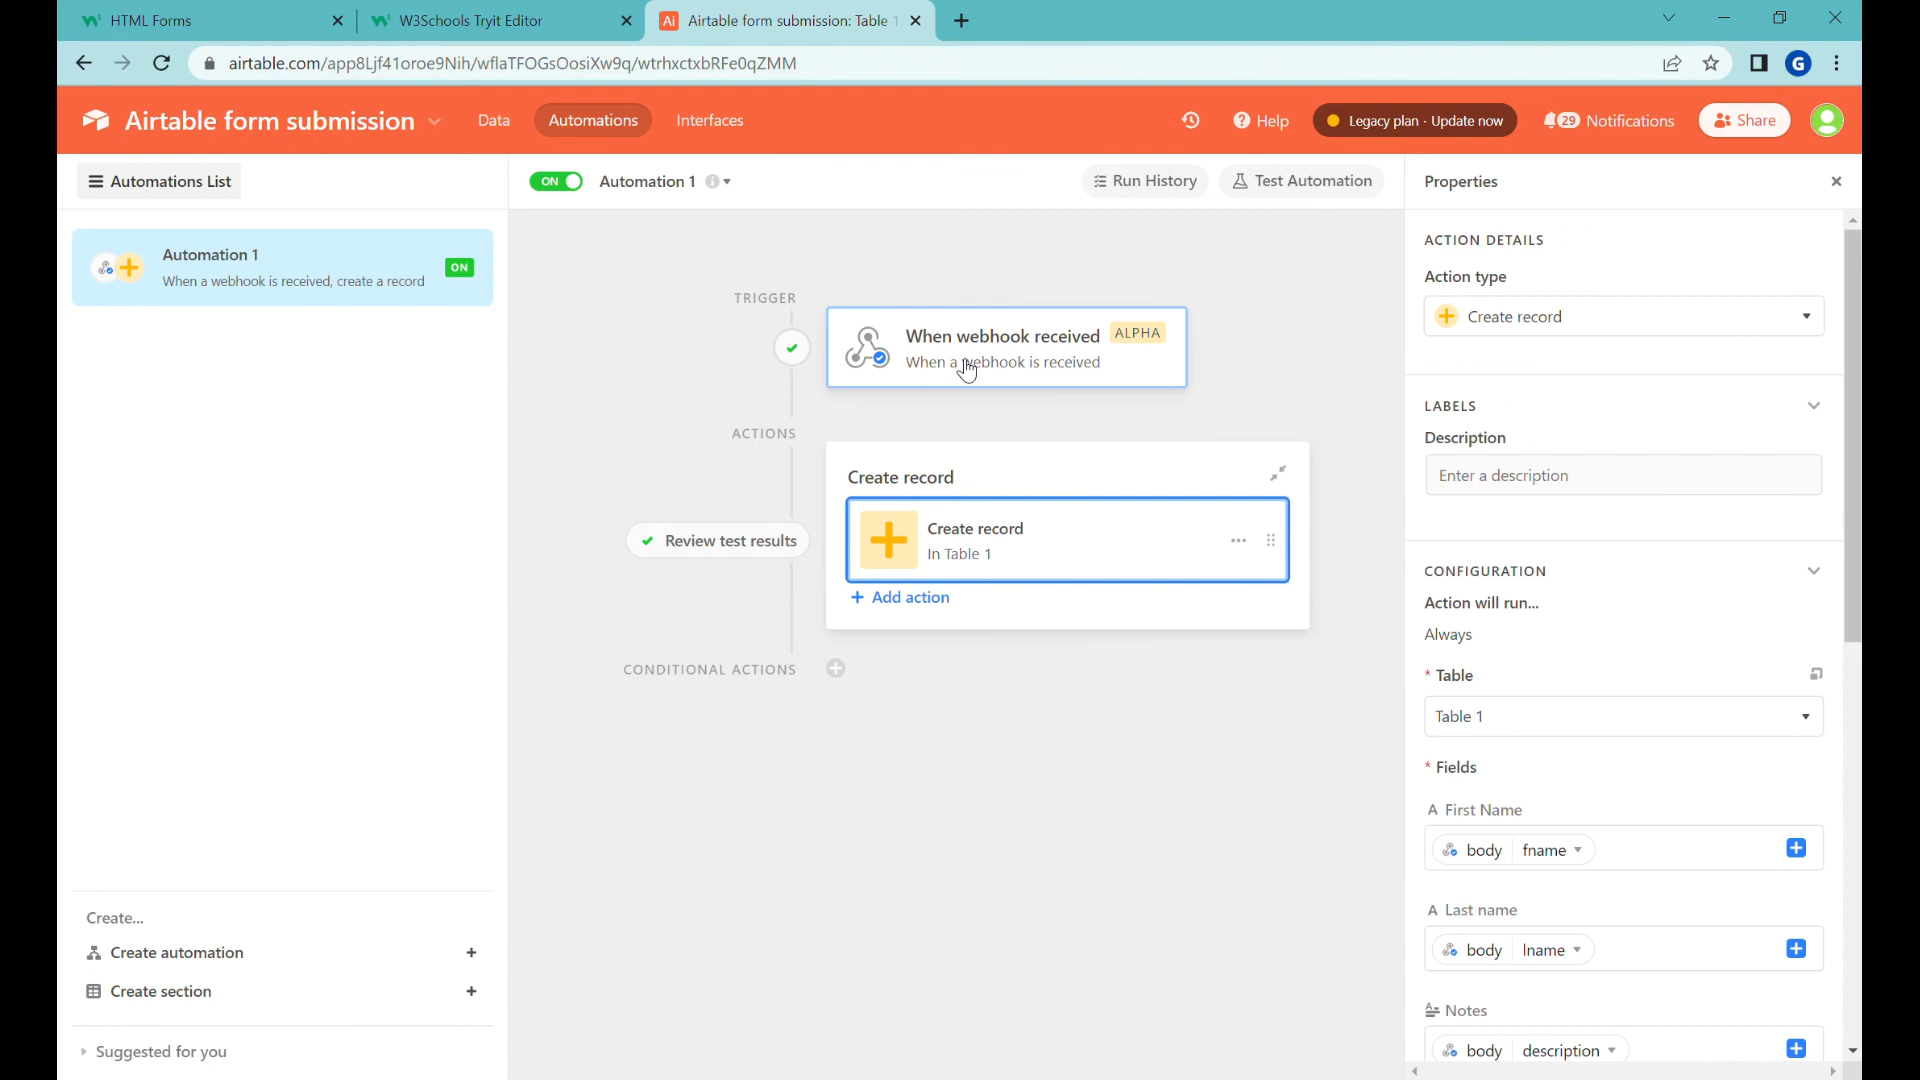 HTML Forms
W3Schools Tryit Editor
Airtable form submission: Table 1
airtable.com/app8Ljf41oroe9Nih/wflaTFOGsOosiXw9q/wtrhxctxbRFe0qZMM
G
Airtable form submission
Data
Automations
Interfaces
Help
Legacy plan · Update now
29
Notifications
Share
Automations List
ON
Automation 1
Run History
Test Automation
Properties
Automation 1
When a webhook is received, create a record
ON
TRIGGER
When webhook received
ALPHA
When a webhook is received
ACTIONS
Create record
Create record
In Table 1
Review test results
+ Add action
CONDITIONAL ACTIONS
ACTION DETAILS
Action type
Create record
LABELS
Description
Enter a description
CONFIGURATION
Action will run...
Always
* Table
Table 1
* Fields
A First Name
body fname
A Last name
body lname
Notes
body description
Create...
Create automation
Create section
Suggested for you